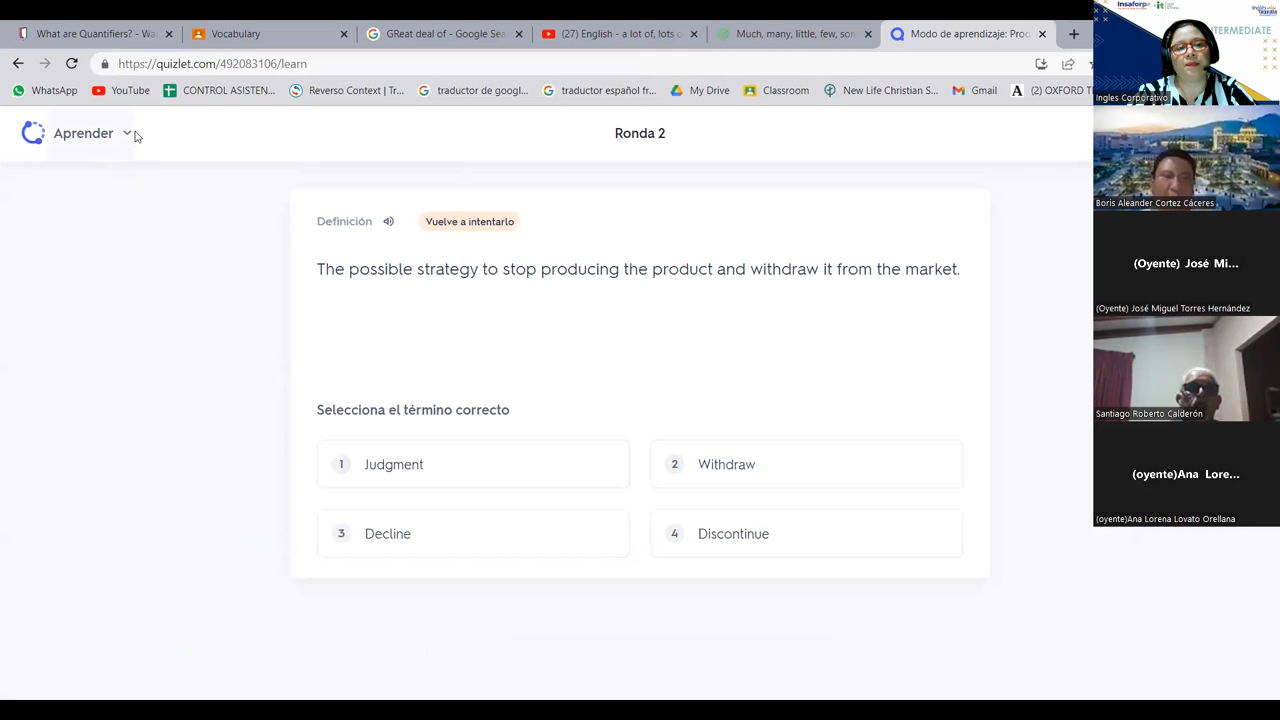 What are Quantifiers? - Wa
Vocabulary
GReat deal of - Google Sea
(57) English - a lot of, lots o
Much, many, little, few, som
Modo de aprendizaje: Proc
https://quizlet.com/492083106/learn
WhatsApp
YouTube
CONTROL ASISTEN...
Reverso Context | T...
traductor de googl...
traductor español fr...
My Drive
Classroom
New Life Christian S...
Gmail
(2) OXFORD T
Aprender
Ronda 2
Definición
Vuelve a intentarlo
The possible strategy to stop producing the product and withdraw it from the market.
Selecciona el término correcto
1 Judgment
2 Withdraw
3 Decline
4 Discontinue
Insaforp
it
TERMEDIATE
Ingles Corporativo
Boris Aleander Cortez Cáceres
(Oyente) José Mi...
(Oyente) José Miguel Torres Hernández
Santiago Roberto Calderón
(oyente)Ana Lore...
(oyente)Ana Lorena Lovato Orellana